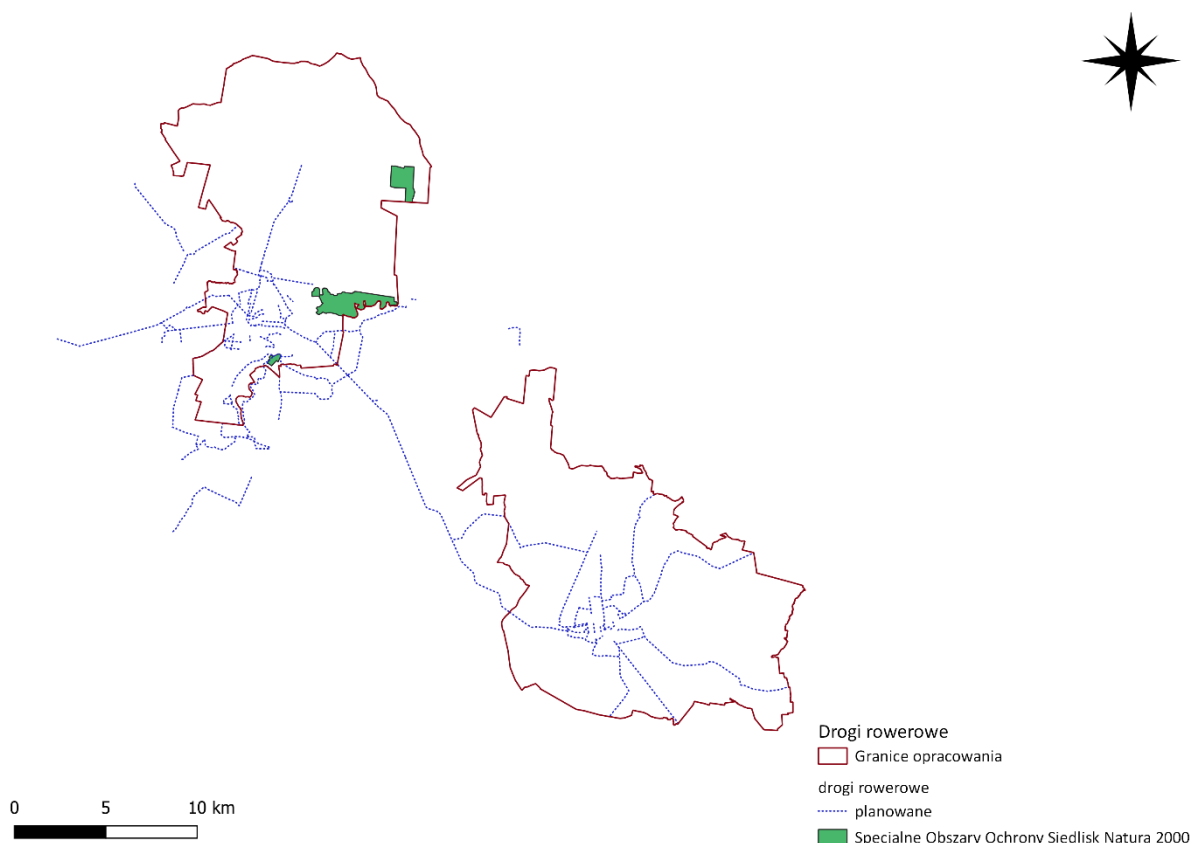 Drogi rowerowe
Granice opracowania
drogi rowerowe
planowane
Specjalne Obszary Ochrony Siedlisk Natura 2000
0 5 10 km